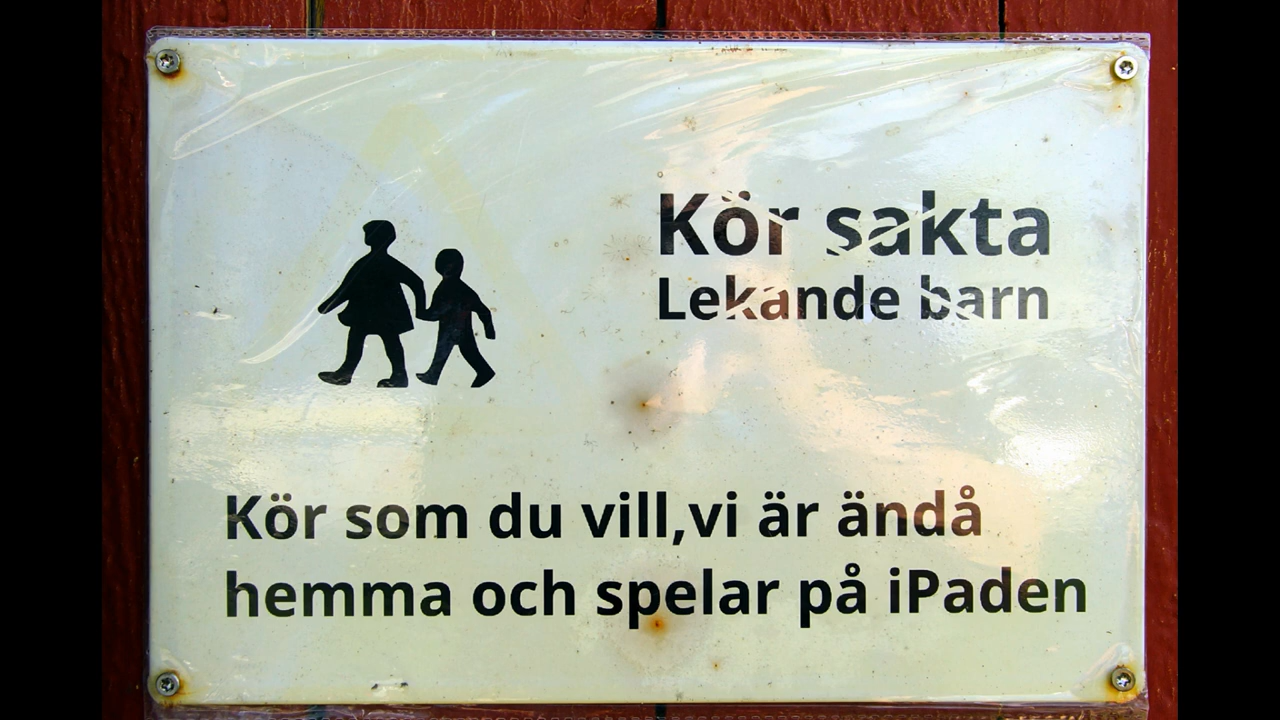 Kör sakta
Lekande barn
Kör som du vill,vi är ändå
hemma och spelar på iPaden